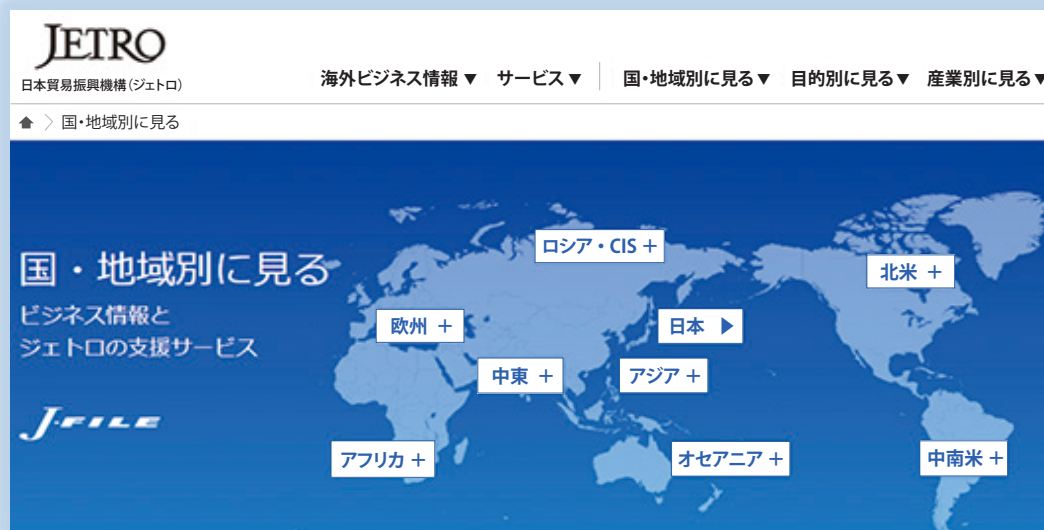 JETRO
日本貿易振興機構(ジェトロ)
海外ビジネス情報▼ サービス▼ 国・地域別に見る▼ 目的別に見る▼ 産業別に見る▼
国・地域別に見る
国・地域別に見る
ビジネス情報と
ジェトロの支援サービス
J-FILE
ロシア・CIS +
北米 +
欧州 +
日本 ▶
中東 +
アジア +
アフリカ +
オセアニア +
中南米 +